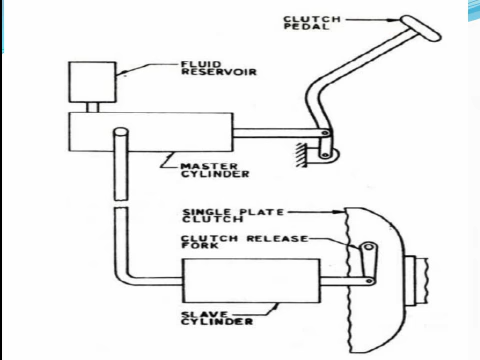 CLUTCH
PEDAL
FLUID
RESERVOIR
MASTER
CYLINDER
SINGLE PLATE
CLUTCH
CLUTCH RELEASE
FORK
SLAVE
CYLINDER